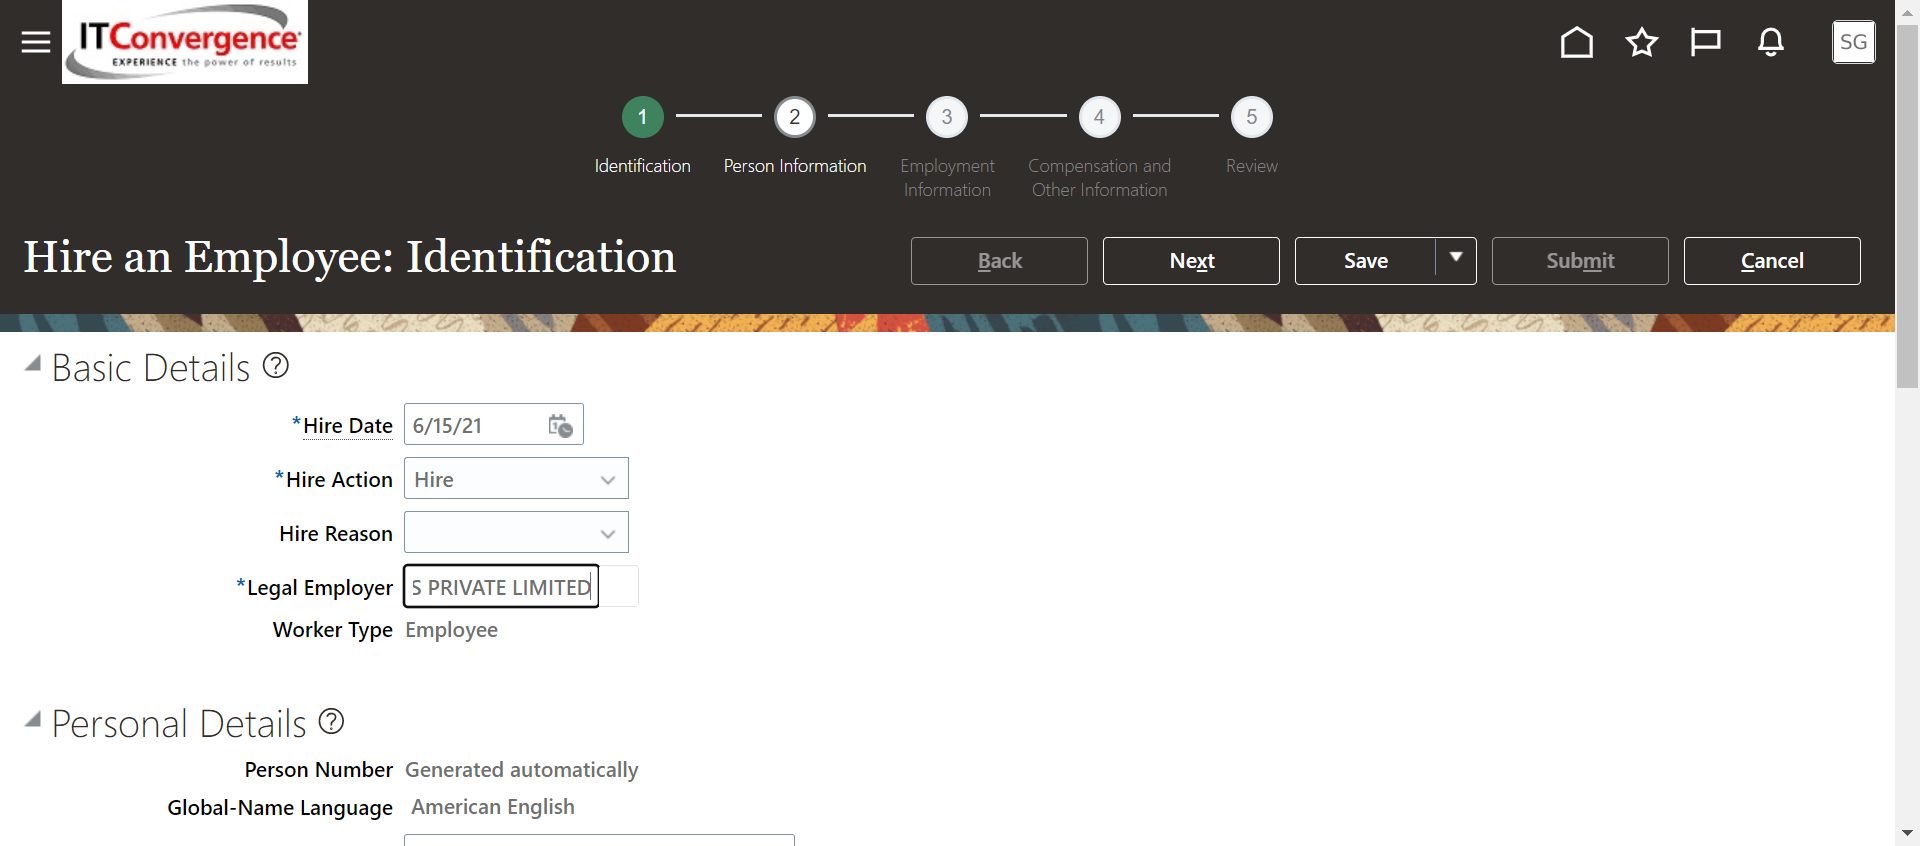 ITConvergence
EXPERIENCE the power of results
SG
1 2 3 4 5
Identification Person Information Employment Information Compensation and Other Information Review
Hire an Employee: Identification
Back Next Save Submit Cancel
Basic Details ?
*Hire Date 6/15/21
*Hire Action Hire
Hire Reason
*Legal Employer S PRIVATE LIMITED
Worker Type Employee
Personal Details ?
Person Number Generated automatically
Global-Name Language American English